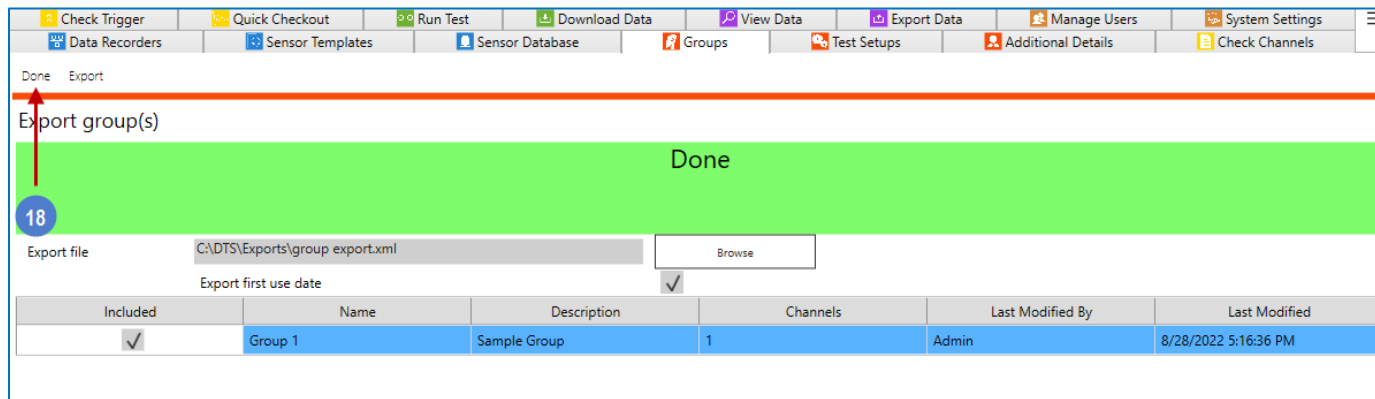 Check Trigger Quick Checkout Run Test Download Data View Data Export Data Manage Users System Settings
Data Recorders Sensor Templates Sensor Database Groups Test Setups Additional Details Check Channels
Done Export
Export group(s)
Done
18
Export file C:\DTS\Exports\group export.xml Browse
Export first use date
Included Name Description Channels Last Modified By Last Modified
Group 1 Sample Group 1 Admin 8/28/2022 5:16:36 PM